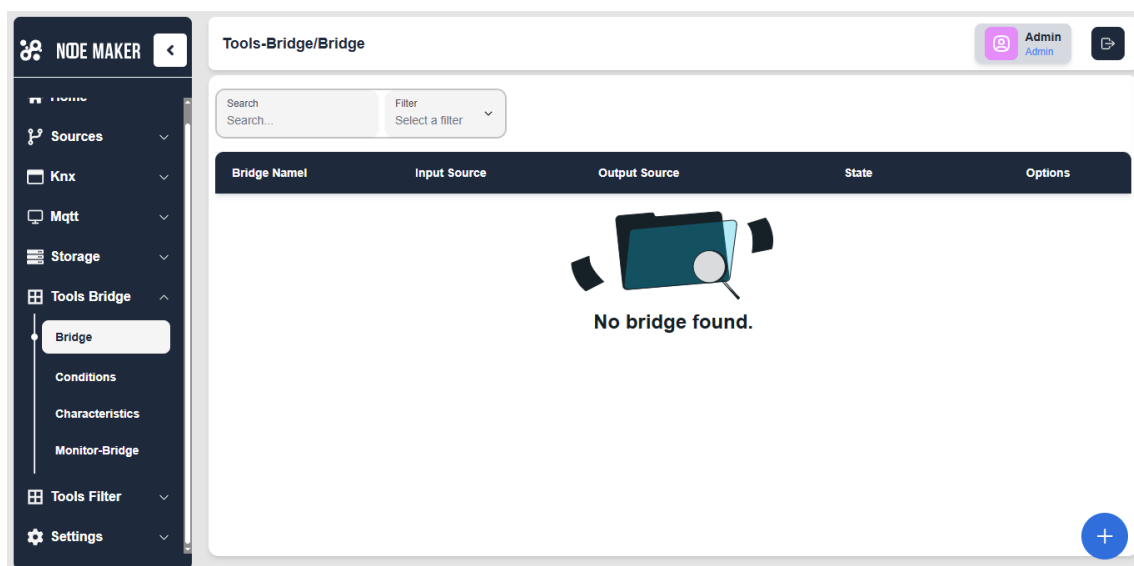 NODE MAKER
Home
Sources
Knx
Mqtt
Storage
Tools Bridge
Bridge
Conditions
Characteristics
Monitor-Bridge
Tools Filter
Settings
Tools-Bridge/Bridge
Admin
Admin
Search
Search...
Filter
Select a filter
Bridge Namel Input Source Output Source State Options
No bridge found.